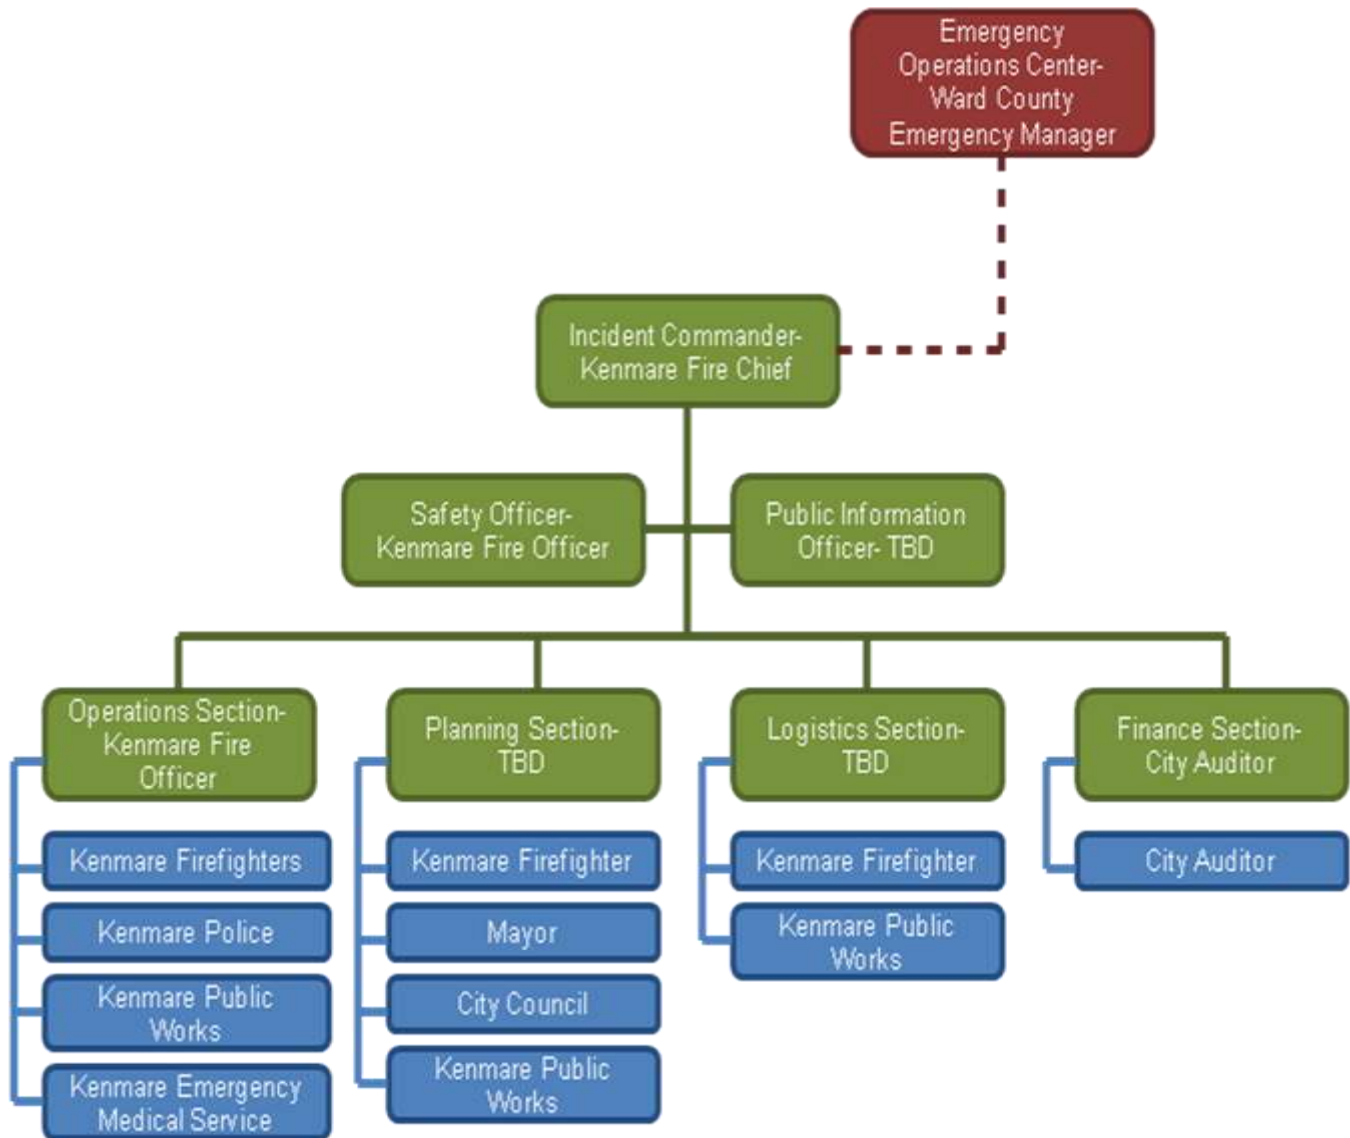 Emergency
Operations Center-
Ward County
Emergency Manager
Incident Commander-
Kenmare Fire Chief
Safety Officer-
Kenmare Fire Officer
Public Information
Officer- TBD
Operations Section-
Kenmare Fire
Officer
Planning Section-
TBD
Logistics Section-
TBD
Finance Section-
City Auditor
Kenmare Firefighters
Kenmare Police
Kenmare Public
Works
Kenmare Emergency
Medical Service
Kenmare Firefighter
Mayor
City Council
Kenmare Public
Works
Kenmare Firefighter
Kenmare Public
Works
City Auditor